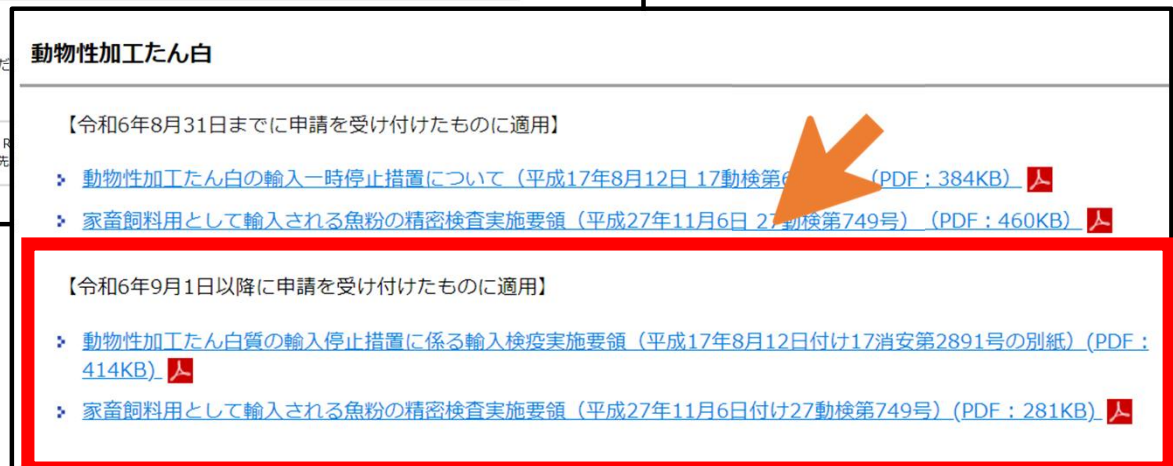 動物性加工たん白
だ
【令和6年8月31日までに申請を受け付けたものに適用】
R
先
動物性加工たん白の輸入一時停止措置について（平成17年8月12日 17動検第 （PDF：384KB）
家畜飼料用として輸入される魚粉の精密検査実施要領（平成27年11月6日 27動検第749号）（PDF：460KB）
【令和6年9月1日以降に申請を受け付けたものに適用】
動物性加工たん白質の輸入停止措置に係る輸入検疫実施要領（平成17年8月12日付け17消安第2891号の別紙）(PDF：
414KB)
家畜飼料用として輸入される魚粉の精密検査実施要領（平成27年11月6日付け27動検第749号）(PDF：281KB)